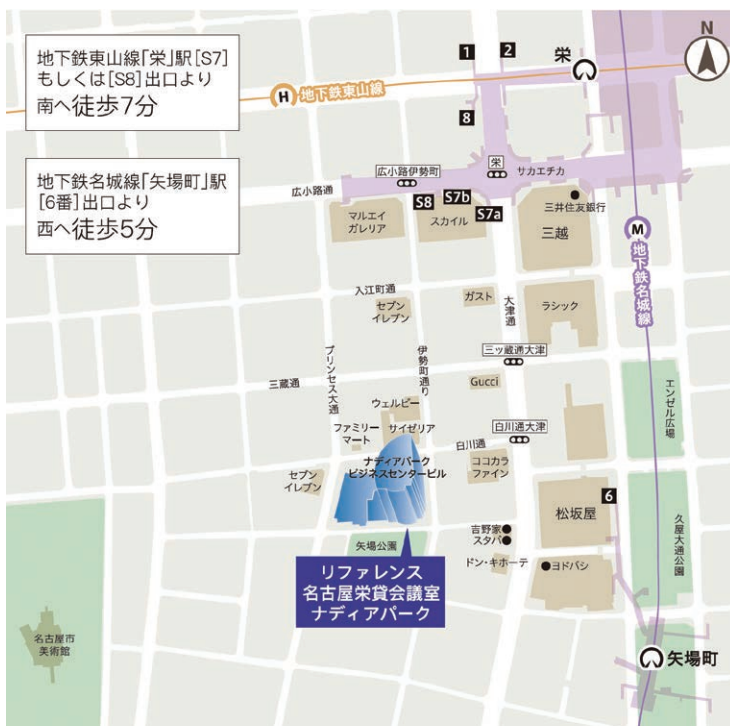 地下鉄東山線「栄」駅[S7]
もしくは[S8]出口より
南へ徒歩7分
地下鉄名城線「矢場町」駅
[6番]出口より
西へ徒歩5分
N
1
2
栄
H 地下鉄東山線
8
広小路伊勢町
栄
サカエチカ
広小路通
S8
S7b
S7a
三井住友銀行
マルエイ
ガレリア
スカイル
三越
M 地下鉄名城線
入江町通
セブン
イレブン
ガスト
大津通
ラシック
プリンセス大通
伊勢町通り
三ッ蔵通大津
三蔵通
Gucci
エンゼル広場
ウェルビー
ファミリー
マート
サイゼリア
白川通
白川通大津
ナディアパーク
ビジネスセンタービル
セブン
イレブン
ココカラ
ファイン
6
松坂屋
吉野家
スタバ
久屋大通公園
矢場公園
ドン・キホーテ
ヨドバシ
リファレンス
名古屋栄貸会議室
ナディアパーク
名古屋市
美術館
矢場町